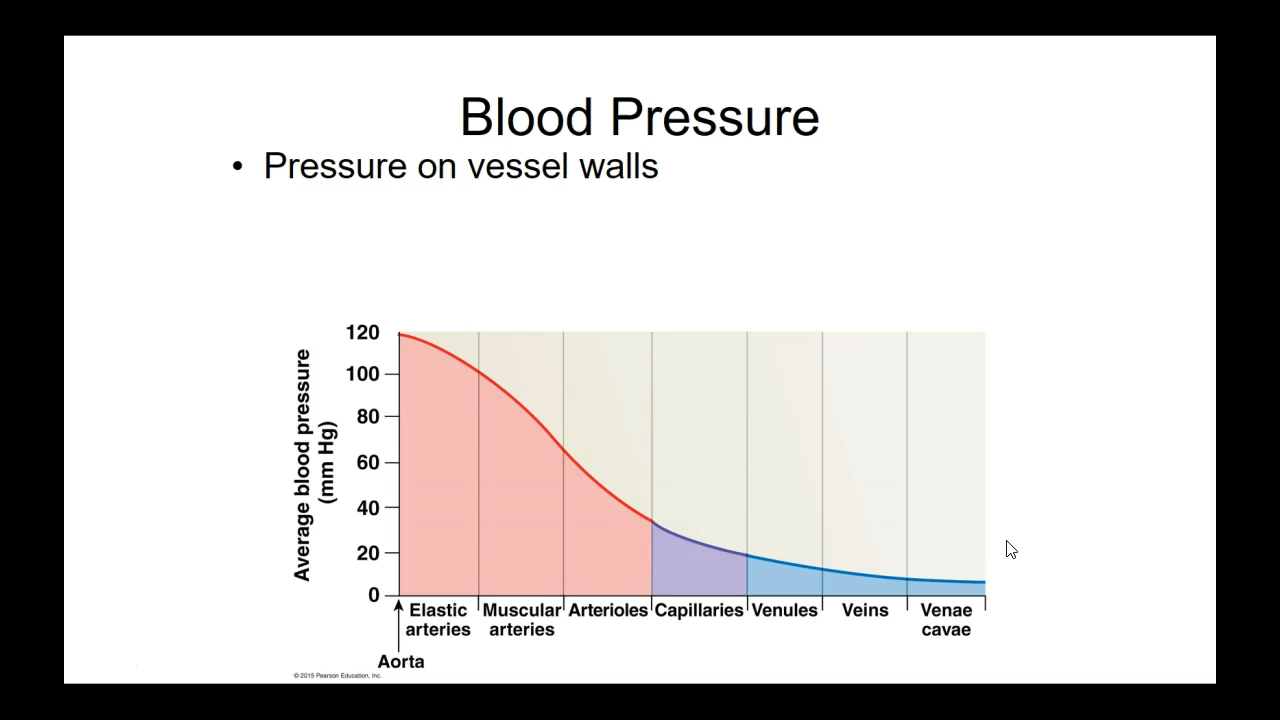 Blood Pressure
• Pressure on vessel walls
Average blood pressure
(mm Hg)
120
100
80
60
40
20
0
Elastic
arteries
Muscular
arteries
Arterioles
Capillaries
Venules
Veins
Venae
cavae
Aorta
© 2015 Pearson Education, Inc.